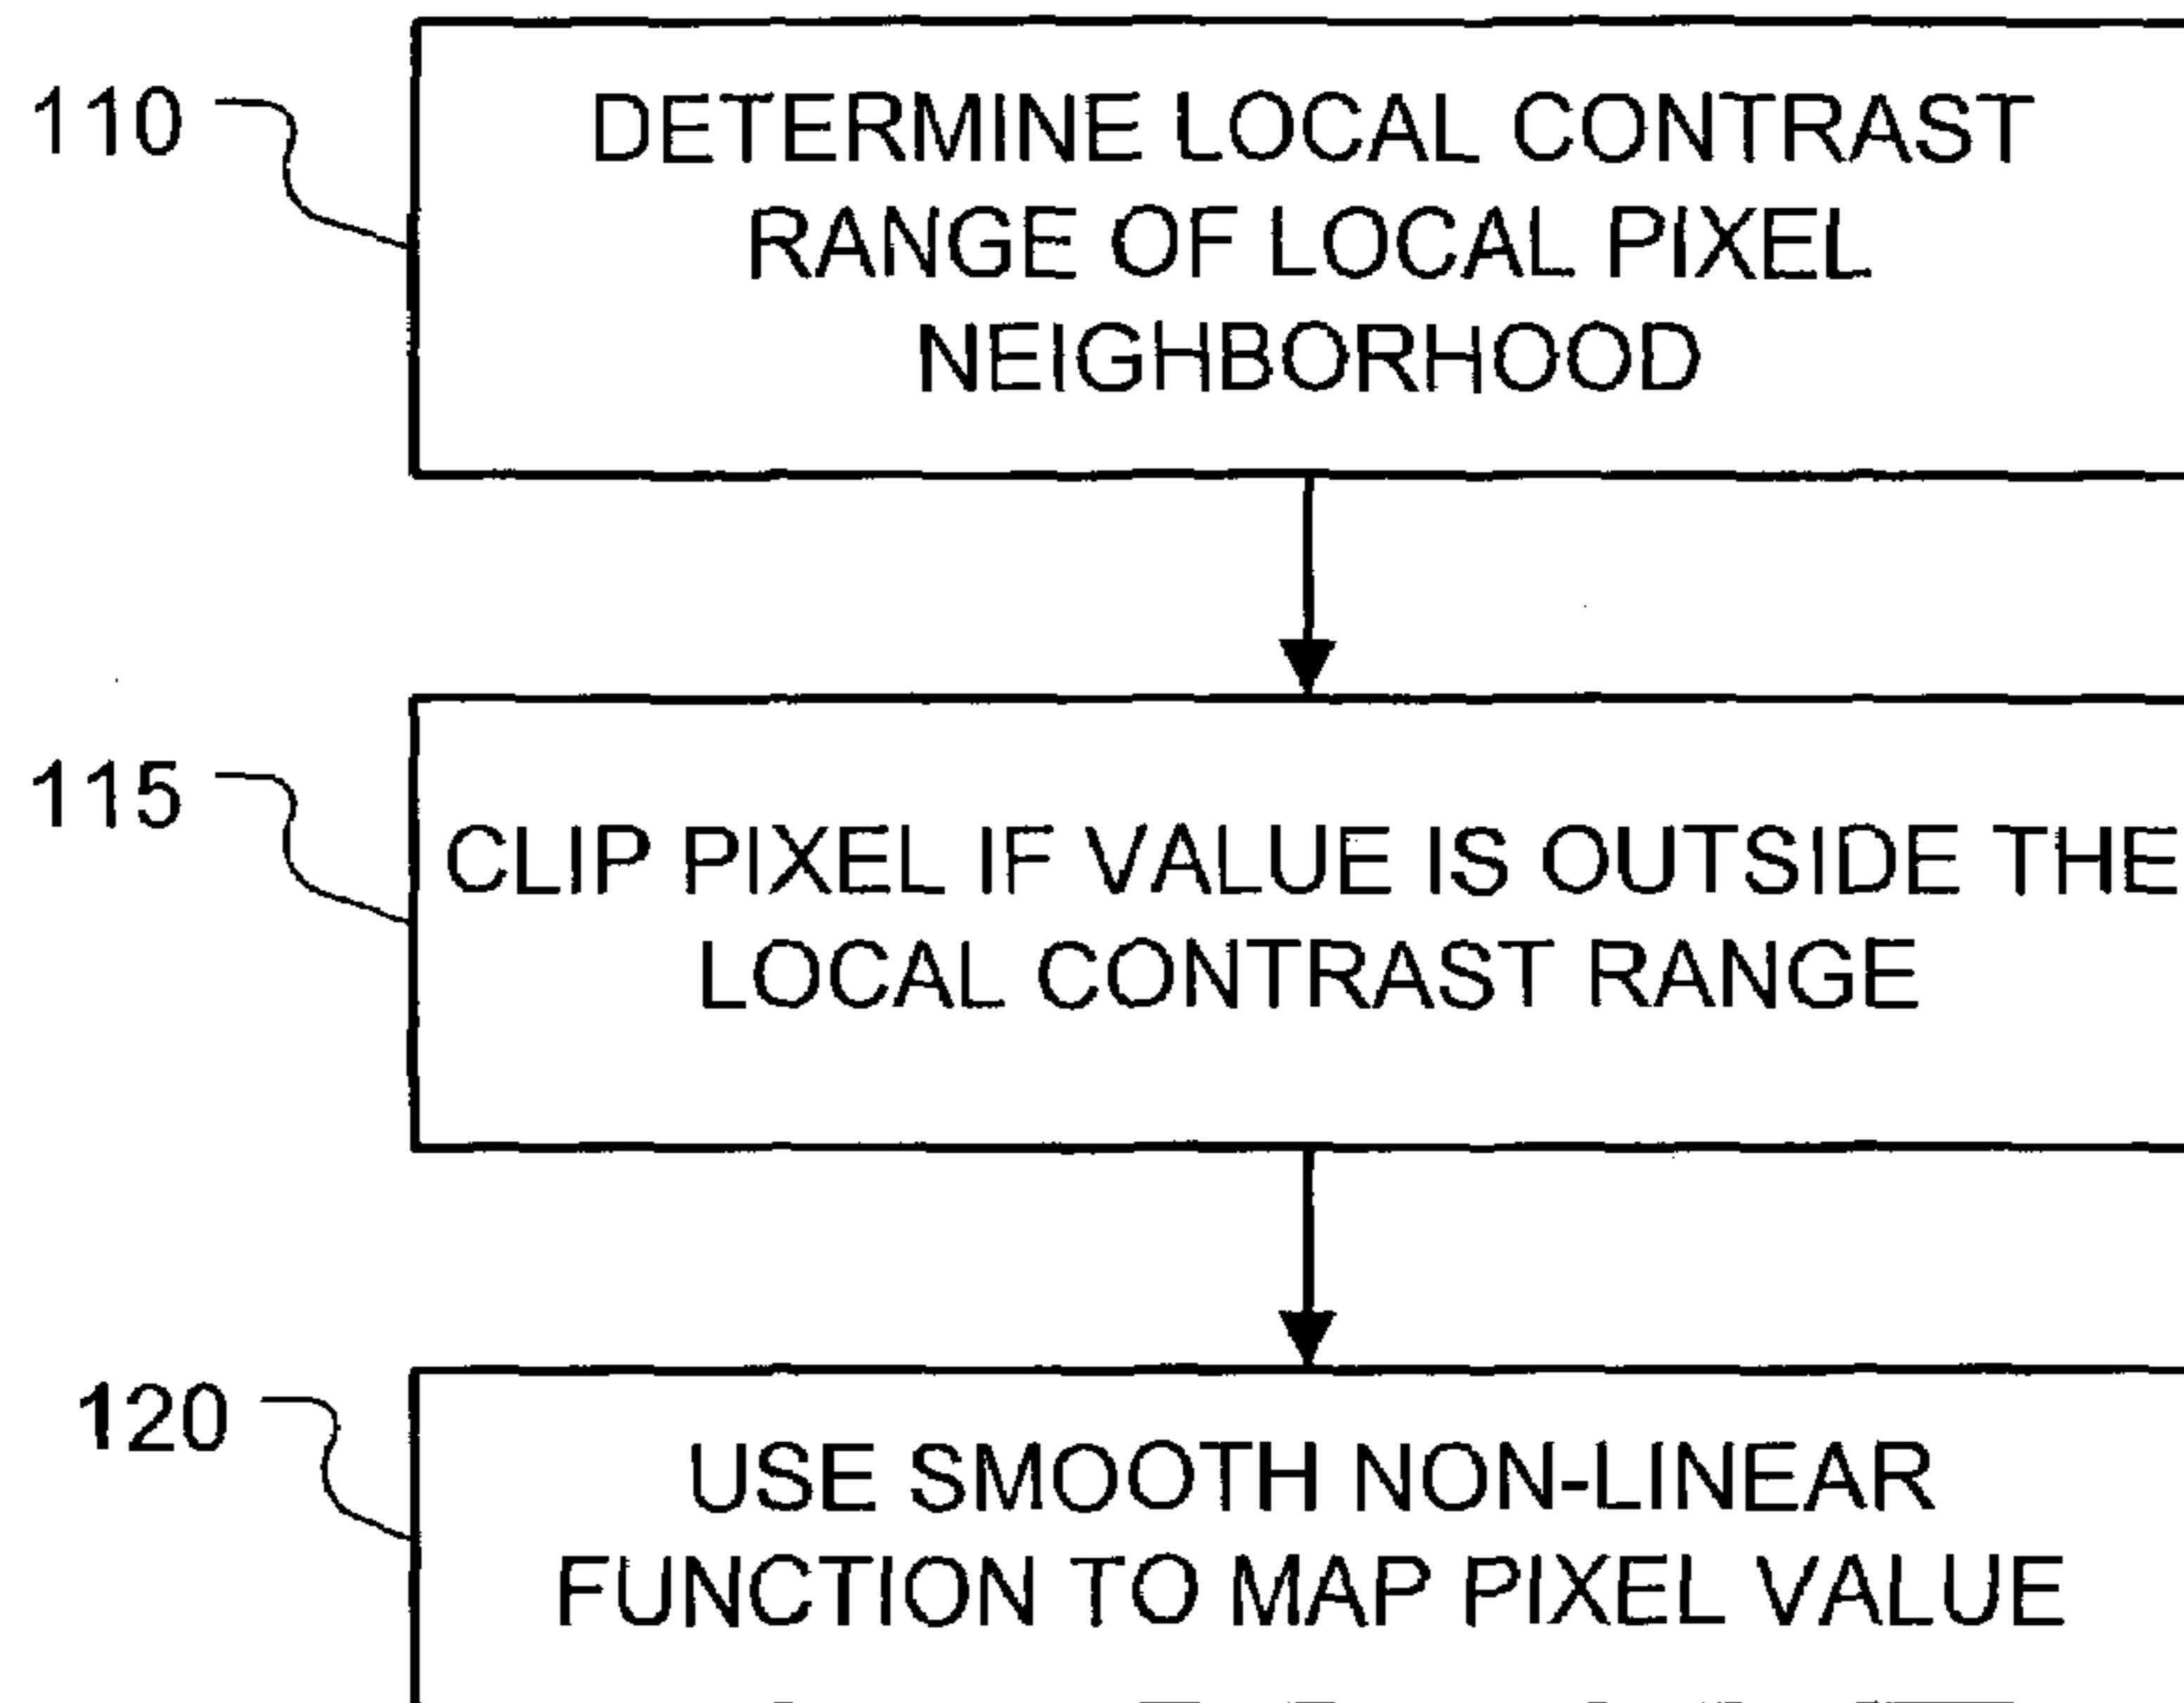 110
DETERMINE LOCAL CONTRAST
RANGE OF LOCAL PIXEL
NEIGHBORHOOD
115
CLIP PIXEL IF VALUE IS OUTSIDE THE
LOCAL CONTRAST RANGE
120
USE SMOOTH NON-LINEAR
FUNCTION TO MAP PIXEL VALUE